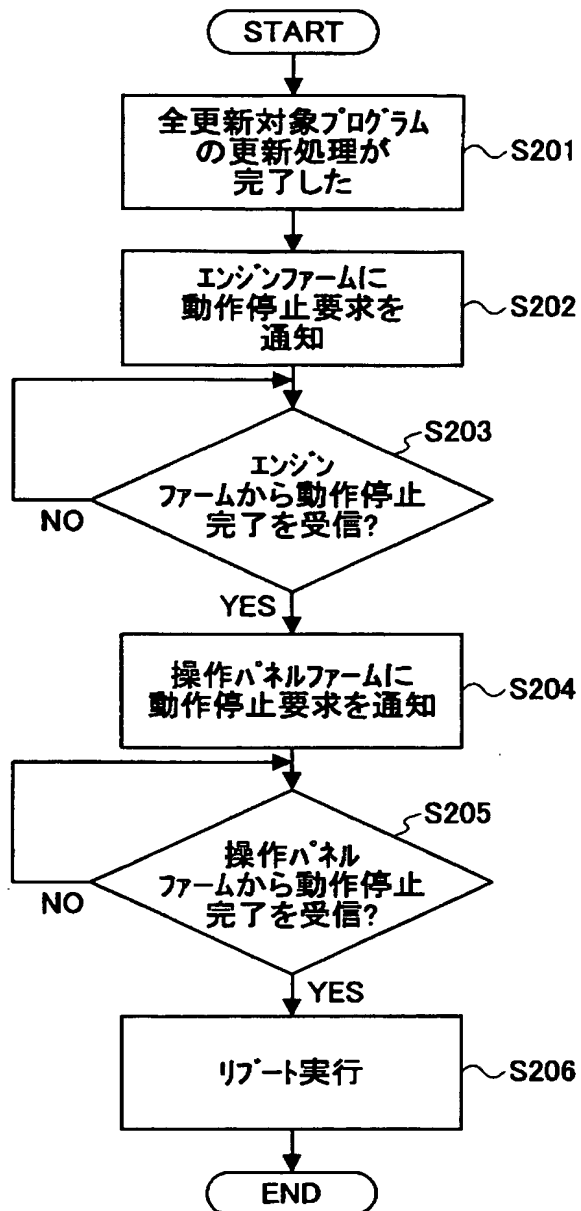 START
全更新対象プログラム
の更新処理が
完了した
S201
エンジンファームに
動作停止要求を
通知
S202
S203
エンジン
ファームから動作停止
完了を受信?
NO
YES
操作パネルファームに
動作停止要求を通知
S204
S205
操作パネル
ファームから動作停止
完了を受信?
NO
YES
リブート実行
S206
END